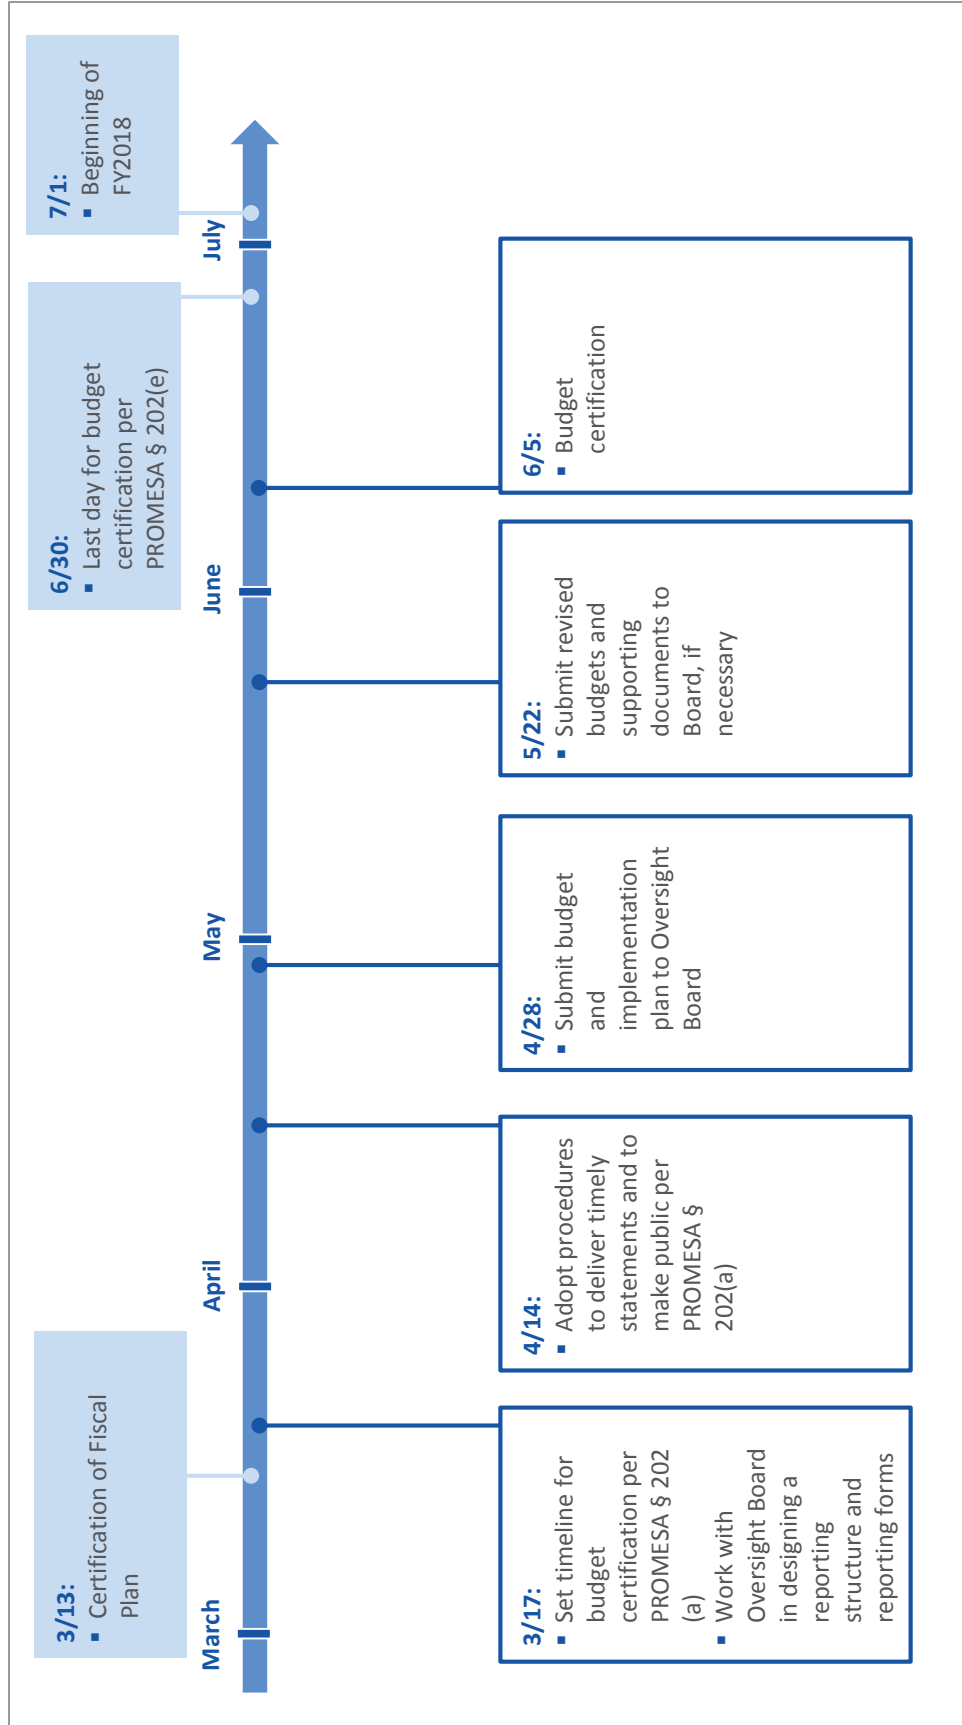 3/13:
▪ Certification of Fiscal
Plan
6/30:
▪ Last day for budget
certification per
PROMESA § 202(e)
7/1:
▪ Beginning of
FY2018
March
April
May
June
July
3/17:
▪ Set timeline for
budget
certification per
PROMESA § 202
(a)
▪ Work with
Oversight Board
in designing a
reporting
structure and
reporting forms
4/14:
▪ Adopt procedures
to deliver timely
statements and to
make public per
PROMESA §
202(a)
4/28:
▪ Submit budget
and
implementation
plan to Oversight
Board
5/22:
▪ Submit revised
budgets and
supporting
documents to
Board, if
necessary
6/5:
▪ Budget
certification